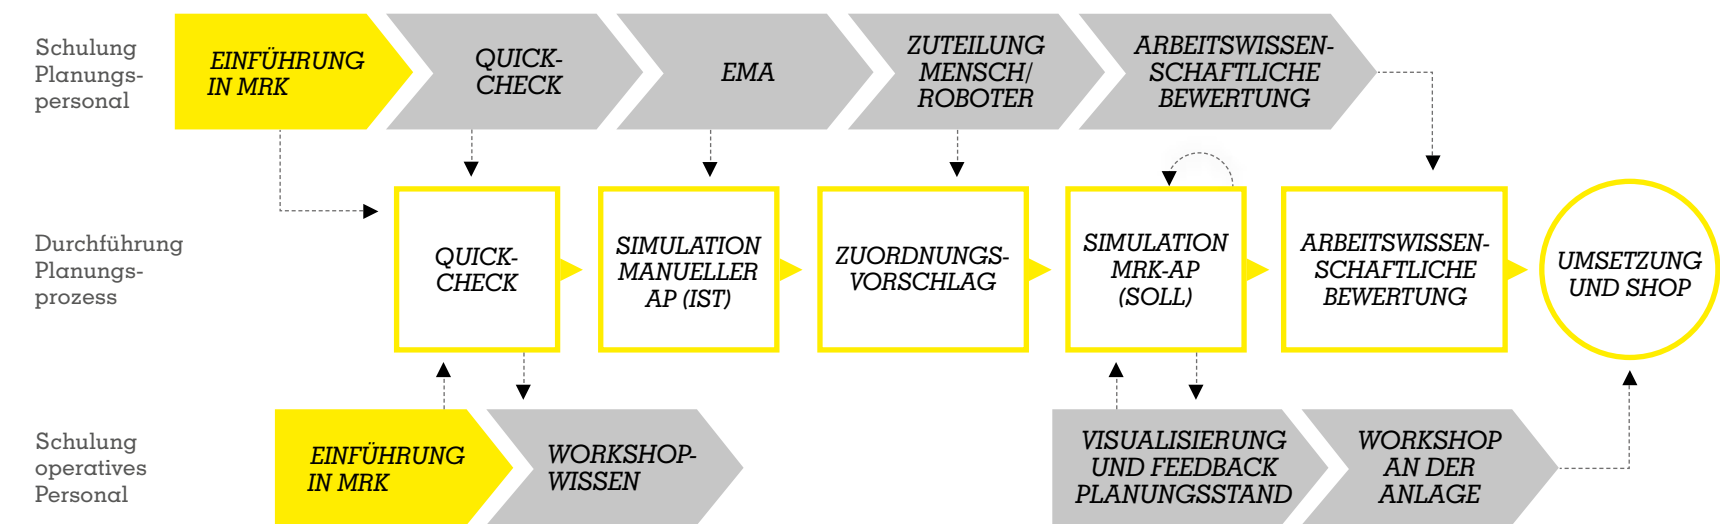 Schulung
Planungs-
personal
EINFÜHRUNG
IN MRK
QUICK-
CHECK
EMA
ZUTEILUNG
MENSCH/
ROBOTER
ARBEITSWISSEN-
SCHAFTLICHE
BEWERTUNG
Durchführung
Planungs-
prozess
QUICK-
CHECK
SIMULATION
MANUELLER
AP (IST)
ZUORDNUNGS-
VORSCHLAG
SIMULATION
MRK-AP
(SOLL)
ARBEITSWISSEN-
SCHAFTLICHE
BEWERTUNG
UMSETZUNG
UND SHOP
Schulung
operatives
Personal
EINFÜHRUNG
IN MRK
WORKSHOP-
WISSEN
VISUALISIERUNG
UND FEEDBACK
PLANUNGSSTAND
WORKSHOP
AN DER
ANLAGE